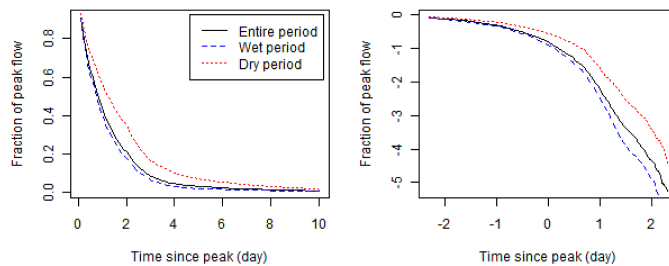 Fraction of peak flow
0.0 0.2 0.4 0.6 0.8
Entire period
Wet period
Dry period
0 2 4 6 8 10
Time since peak (day)
Fraction of peak flow
-5 -4 -3 -2 -1 0
-2 -1 0 1 2
Time since peak (day)